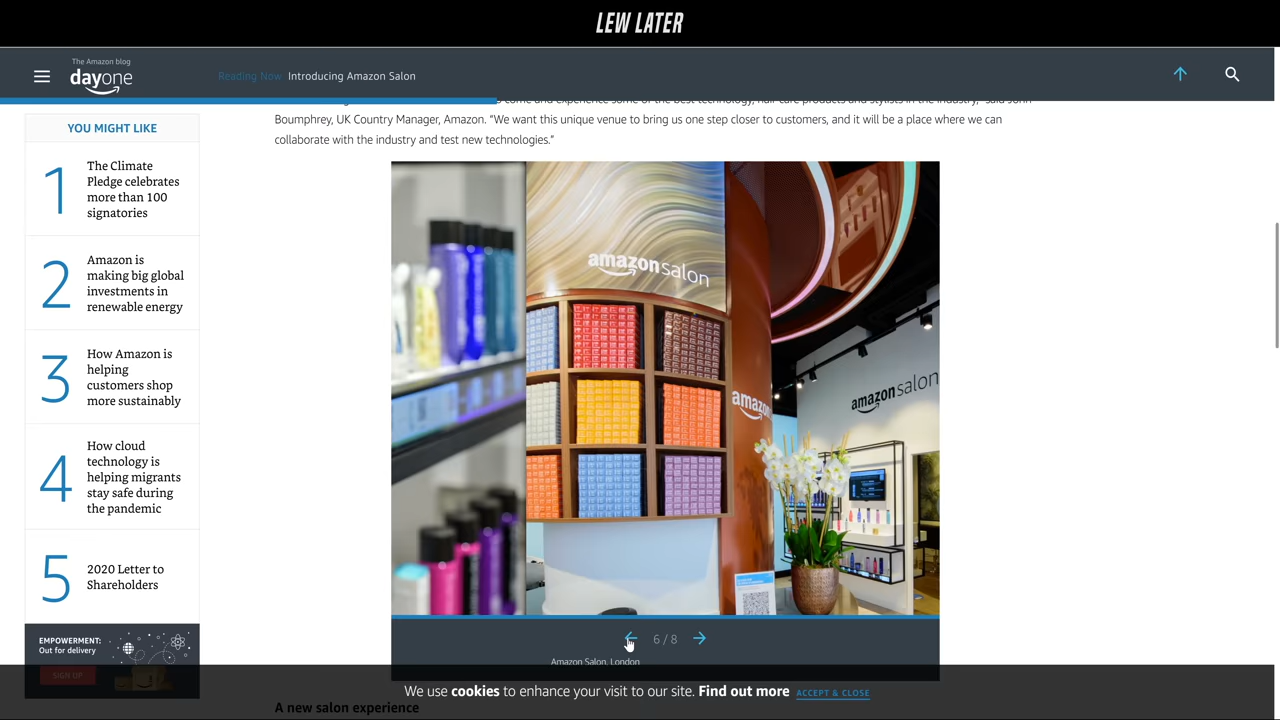 LEW LATER
The Amazon blog
dayone
Reading Now Introducing Amazon Salon
come and experience some of the best technology, hair care products and stylists in the industry," said John
Boumphrey, UK Country Manager, Amazon. "We want this unique venue to bring us one step closer to customers, and it will be a place where we can
collaborate with the industry and test new technologies."
YOU MIGHT LIKE
1
The Climate
Pledge celebrates
more than 100
signatories
2
Amazon is
making big global
investments in
renewable energy
3
How Amazon is
helping
customers shop
more sustainably
4
How cloud
technology is
helping migrants
stay safe during
the pandemic
5
2020 Letter to
Shareholders
EMPOWERMENT:
Out for delivery
SIGN UP
amazon salon
amazon
amazon salon
6 / 8
Amazon Salon, London
We use cookies to enhance your visit to our site. Find out more ACCEPT & CLOSE
A new salon experience